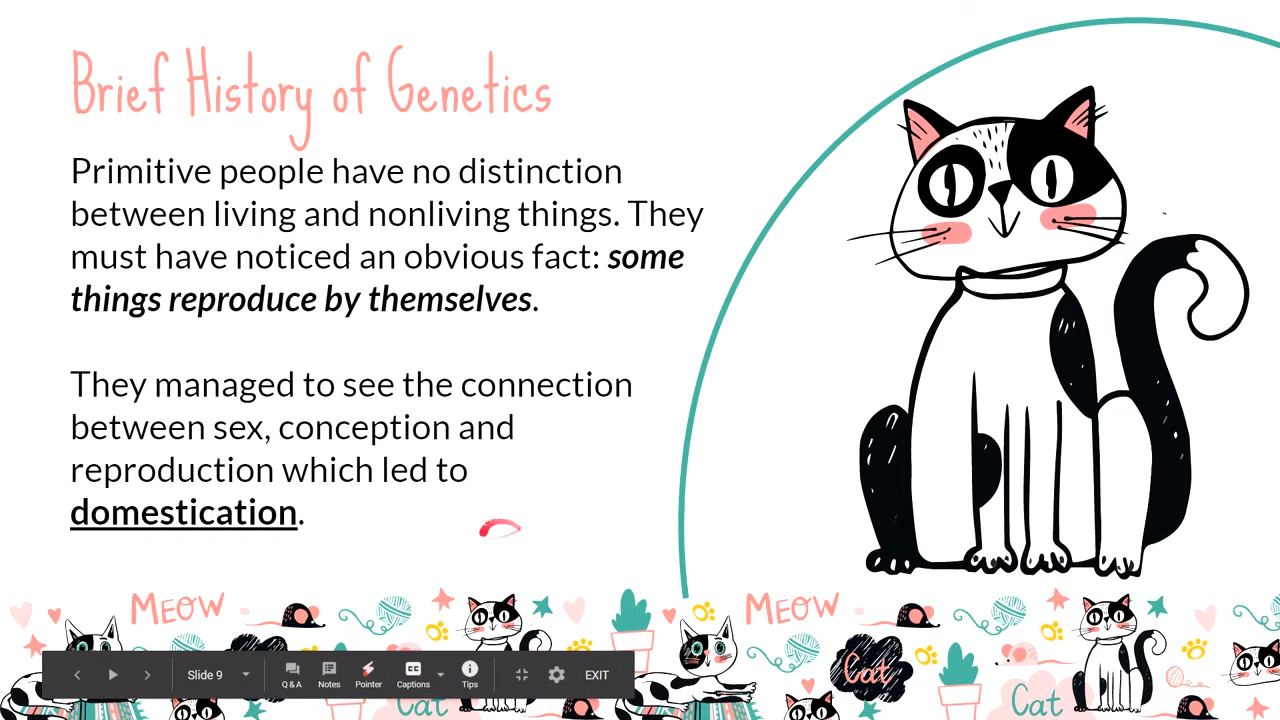 Brief History of Genetics
Primitive people have no distinction
between living and nonliving things. They
must have noticed an obvious fact: some
things reproduce by themselves.
They managed to see the connection
between sex, conception and
reproduction which led to
domestication.
MEOW
MEOW
Cat
Cat
Cat
Slide 9
Q & A
Notes
Pointer
CC
Captions
Tips
EXIT